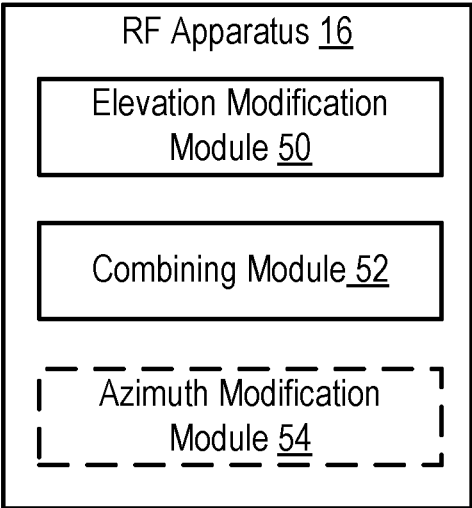 RF Apparatus 16
Elevation Modification
Module 50
Combining Module 52
Azimuth Modification
Module 54